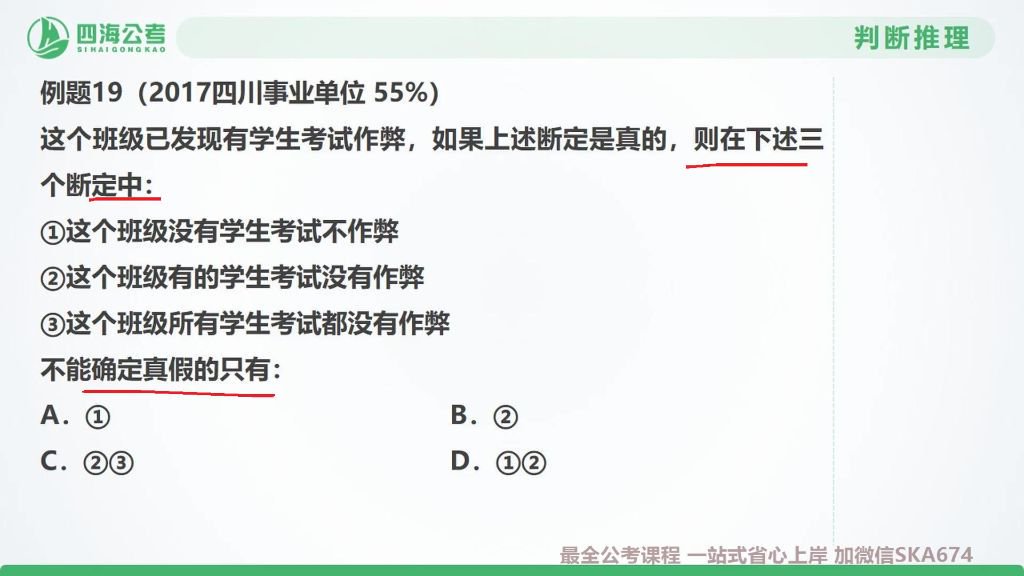 四海公考
SIHAIGONGKAO
判断推理
例题19（2017四川事业单位 55%）
这个班级已发现有学生考试作弊，如果上述断定是真的，则在下述三
个断定中：
①这个班级没有学生考试不作弊
②这个班级有的学生考试没有作弊
③这个班级所有学生考试都没有作弊
不能确定真假的只有：
A. ①
B. ②
C. ②③
D. ①②
最全公考课程 一站式省心上岸 加微信SKA674